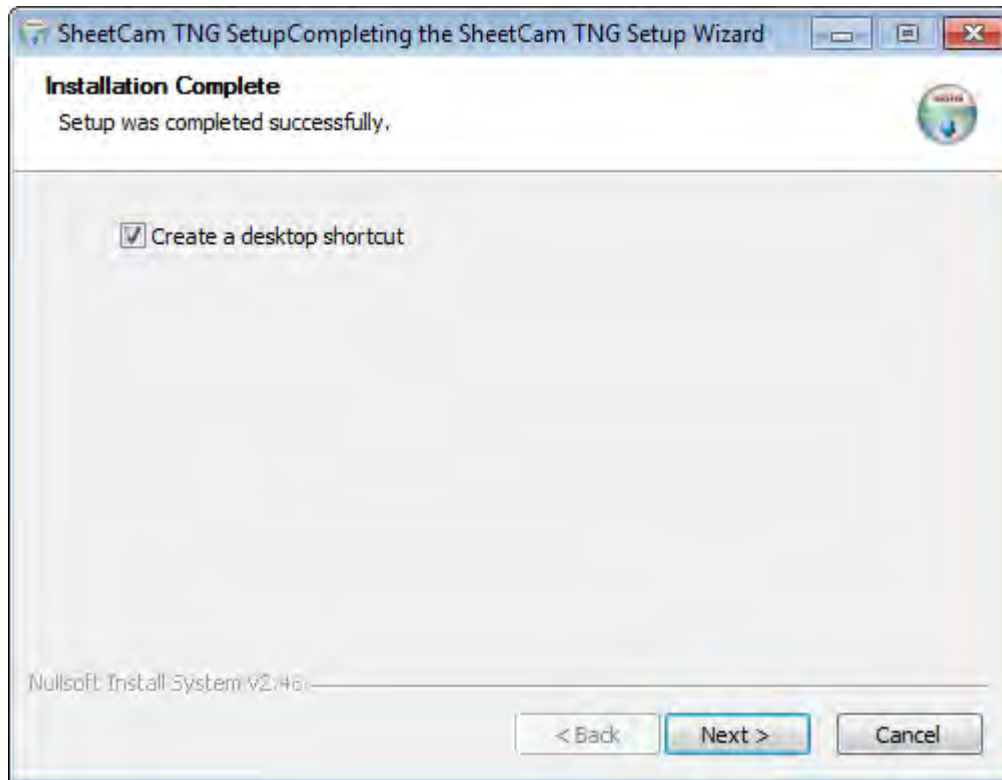 SheetCam TNG SetupCompleting the SheetCam TNG Setup Wizard
Installation Complete
Setup was completed successfully.
Create a desktop shortcut
Nullsoft Install System v2.46
< Back
Next >
Cancel